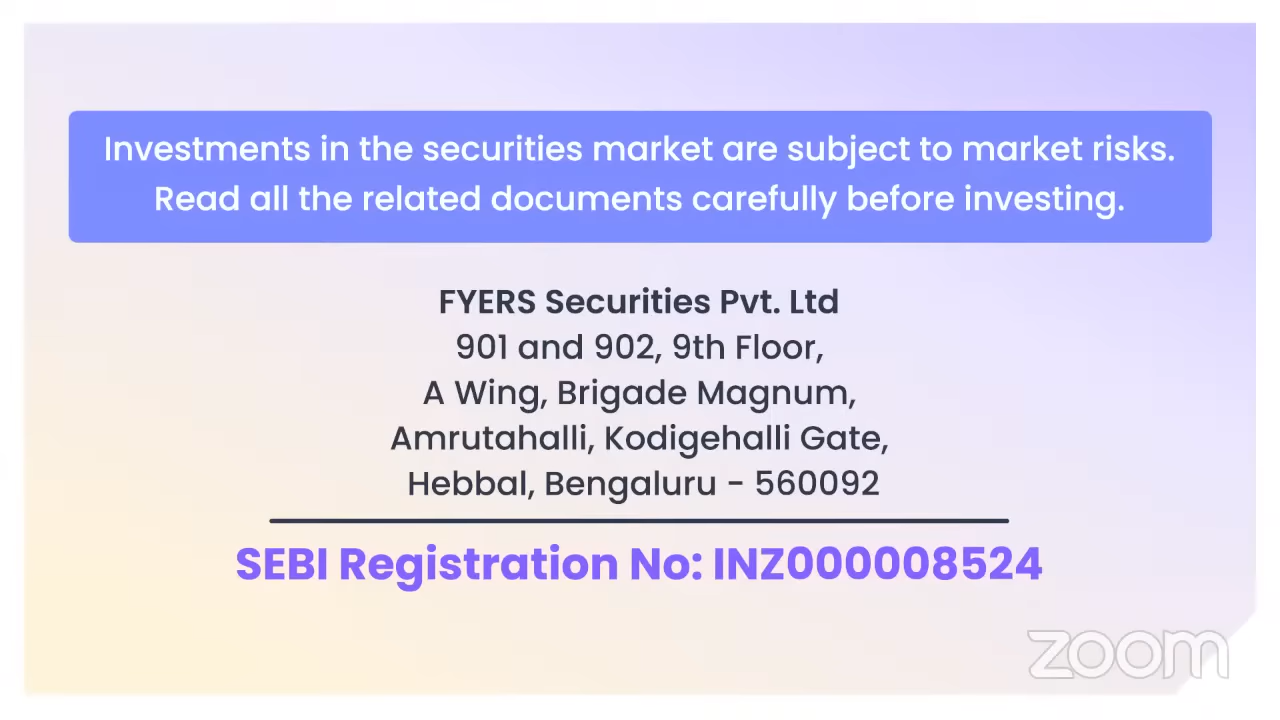 Investments in the securities market are subject to market risks.
Read all the related documents carefully before investing.
FYERS Securities Pvt. Ltd
901 and 902, 9th Floor,
A Wing, Brigade Magnum,
Amrutahalli, Kodigehalli Gate,
Hebbal, Bengaluru - 560092
SEBI Registration No: INZ000008524
zoom